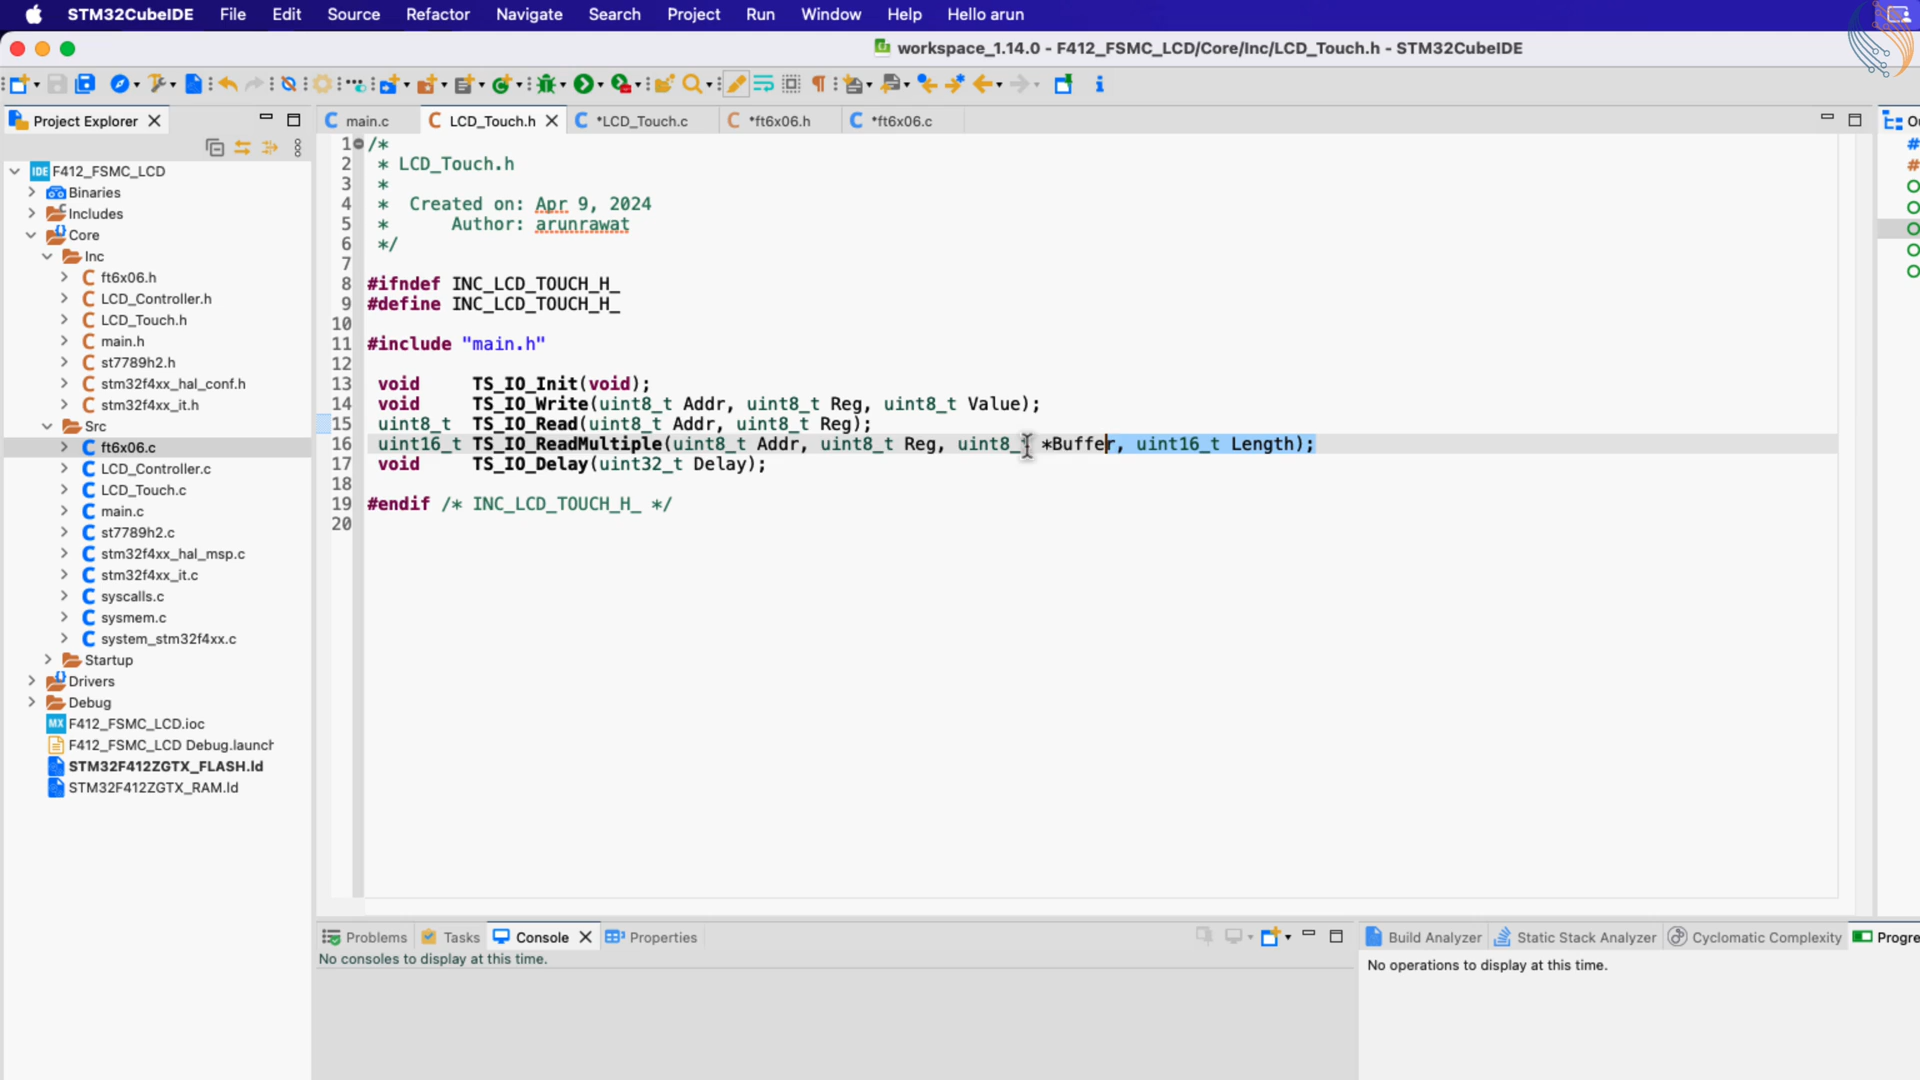 STM32CubeIDE File Edit Source Refactor Navigate Search Project Run Window Help Hello arun
workspace_1.14.0 - F412_FSMC_LCD/Core/Inc/LCD_Touch.h - STM32CubeIDE
Project Explorer
main.c LCD_Touch.h *LCD_Touch.c *ft6x06.h *ft6x06.c
F412_FSMC_LCD
Binaries
Includes
Core
Inc
ft6x06.h
LCD_Controller.h
LCD_Touch.h
main.h
st7789h2.h
stm32f4xx_hal_conf.h
stm32f4xx_it.h
Src
ft6x06.c
LCD_Controller.c
LCD_Touch.c
main.c
st7789h2.c
stm32f4xx_hal_msp.c
stm32f4xx_it.c
syscalls.c
sysmem.c
system_stm32f4xx.c
Startup
Drivers
Debug
F412_FSMC_LCD.ioc
F412_FSMC_LCD Debug.launch
STM32F412ZGTX_FLASH.ld
STM32F412ZGTX_RAM.ld
1 /*
2 * LCD_Touch.h
3 *
4 * Created on: Apr 9, 2024
5 * Author: arunrawat
6 */
7
8 #ifndef INC_LCD_TOUCH_H_
9 #define INC_LCD_TOUCH_H_
10
11 #include "main.h"
12
13 void TS_IO_Init(void);
14 void TS_IO_Write(uint8_t Addr, uint8_t Reg, uint8_t Value);
15 uint8_t TS_IO_Read(uint8_t Addr, uint8_t Reg);
16 uint16_t TS_IO_ReadMultiple(uint8_t Addr, uint8_t Reg, uint8_t *Buffer, uint16_t Length);
17 void TS_IO_Delay(uint32_t Delay);
18
19 #endif /* INC_LCD_TOUCH_H_ */
20
Problems Tasks Console Properties
No consoles to display at this time.
Build Analyzer Static Stack Analyzer Cyclomatic Complexity
No operations to display at this time.